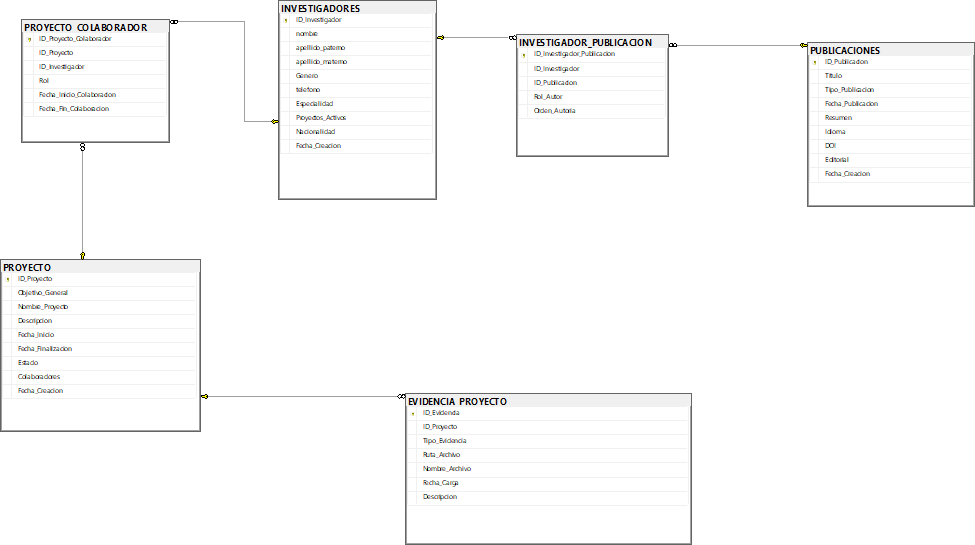 PROYECTO_COLABORADOR
ID_Proyecto_Colaborador
ID_Proyecto
ID_Investigador
Rol
Fecha_Inicio_Colaboracion
Fecha_Fin_Colaboracion
INVESTIGADORES
ID_Investigador
nombre
apellido_paterno
apellido_materno
Genero
telefono
Especialidad
Proyectos_Activos
Nacionalidad
Fecha_Creacion
INVESTIGADOR_PUBLICACION
ID_Investigador_Publicacion
ID_Investigador
ID_Publicacion
Rol_Autor
Orden_Autoria
PUBLICACIONES
ID_Publicacion
Titulo
Tipo_Publicacion
Fecha_Publicacion
Resumen
Idioma
DOI
Editorial
Fecha_Creacion
PROYECTO
ID_Proyecto
Objetivo_General
Nombre_Proyecto
Descripcion
Fecha_Inicio
Fecha_Finalizacion
Estado
Colaboradores
Fecha_Creacion
EVIDENCIA_PROYECTO
ID_Evidencia
ID_Proyecto
Tipo_Evidencia
Ruta_Archivo
Nombre_Archivo
Fecha_Carga
Descripcion